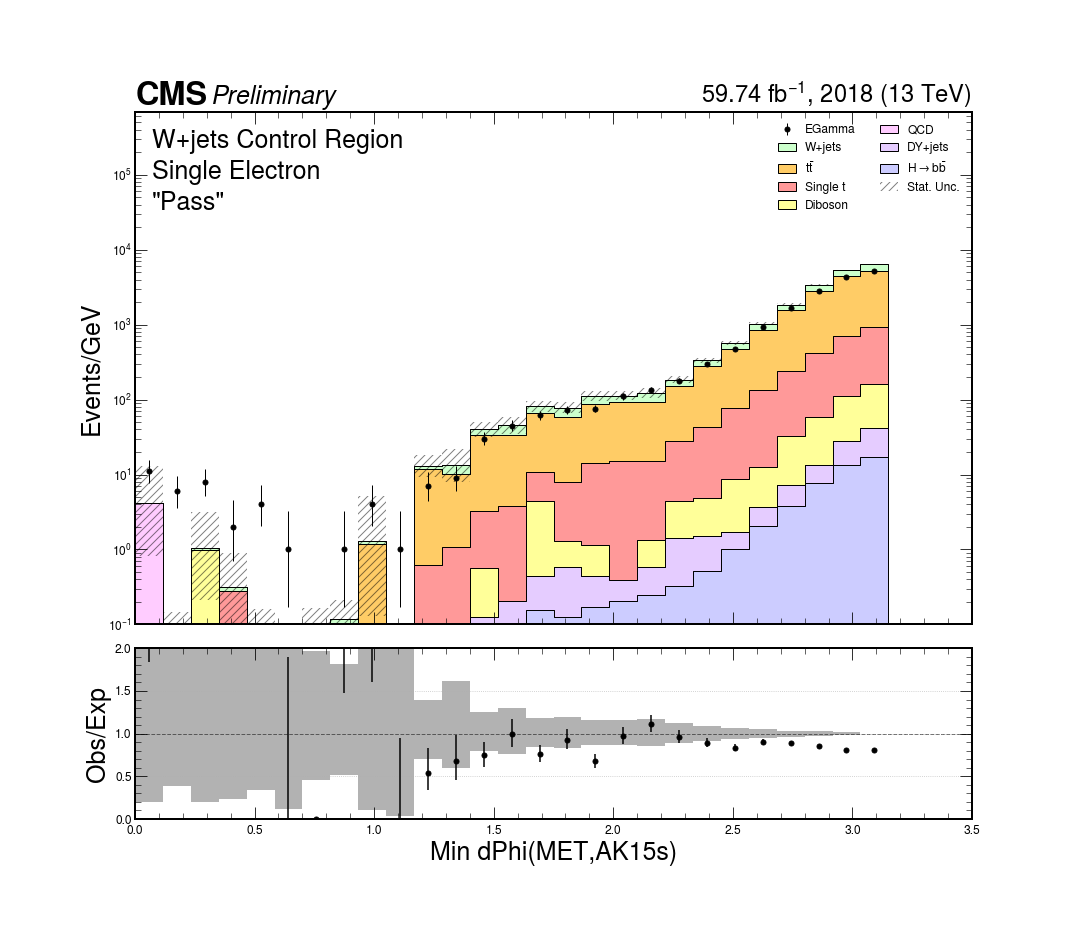 CMS Preliminary 59.74 fb⁻¹, 2018 (13 TeV)
W+jets Control Region
Single Electron
"Pass"
EGamma QCD
W+jets DY+jets
tt̄ H→bb̄
Single t Stat. Unc.
Diboson
Events/GeV
10⁵
10⁴
10³
10²
10¹
10⁰
10⁻¹
Obs/Exp
2.0
1.5
1.0
0.5
0.0
0.0 0.5 1.0 1.5 2.0 2.5 3.0 3.5
Min dPhi(MET,AK15s)